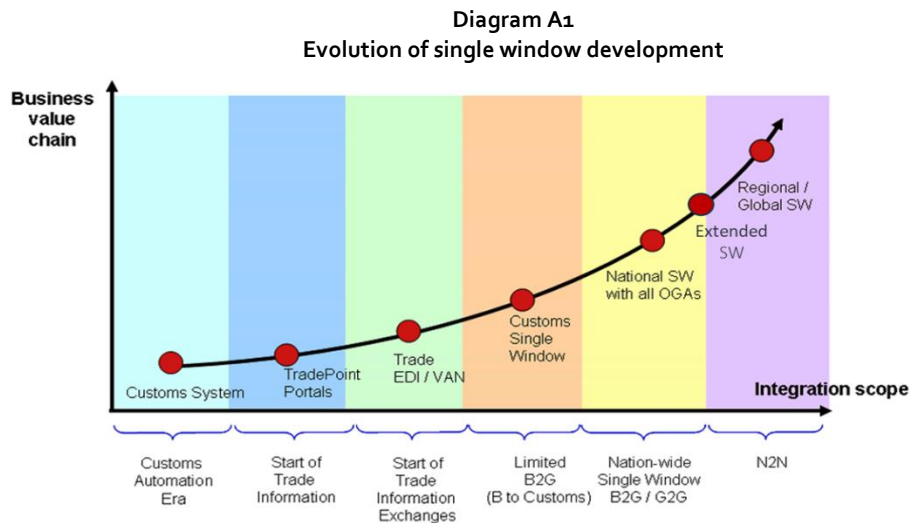 Diagram A1
Evolution of single window development
Business
value
chain
Regional /
Global SW
Extended
SW
National SW
with all OGAs
Customs
Single
Window
Trade
EDI / VAN
TradePoint
Portals
Customs System
Integration scope
Customs
Automation
Era
Start of
Trade
Information
Start of
Trade
Information
Exchanges
Limited
B2G
(B to Customs)
Nation-wide
Single Window
B2G / G2G
N2N